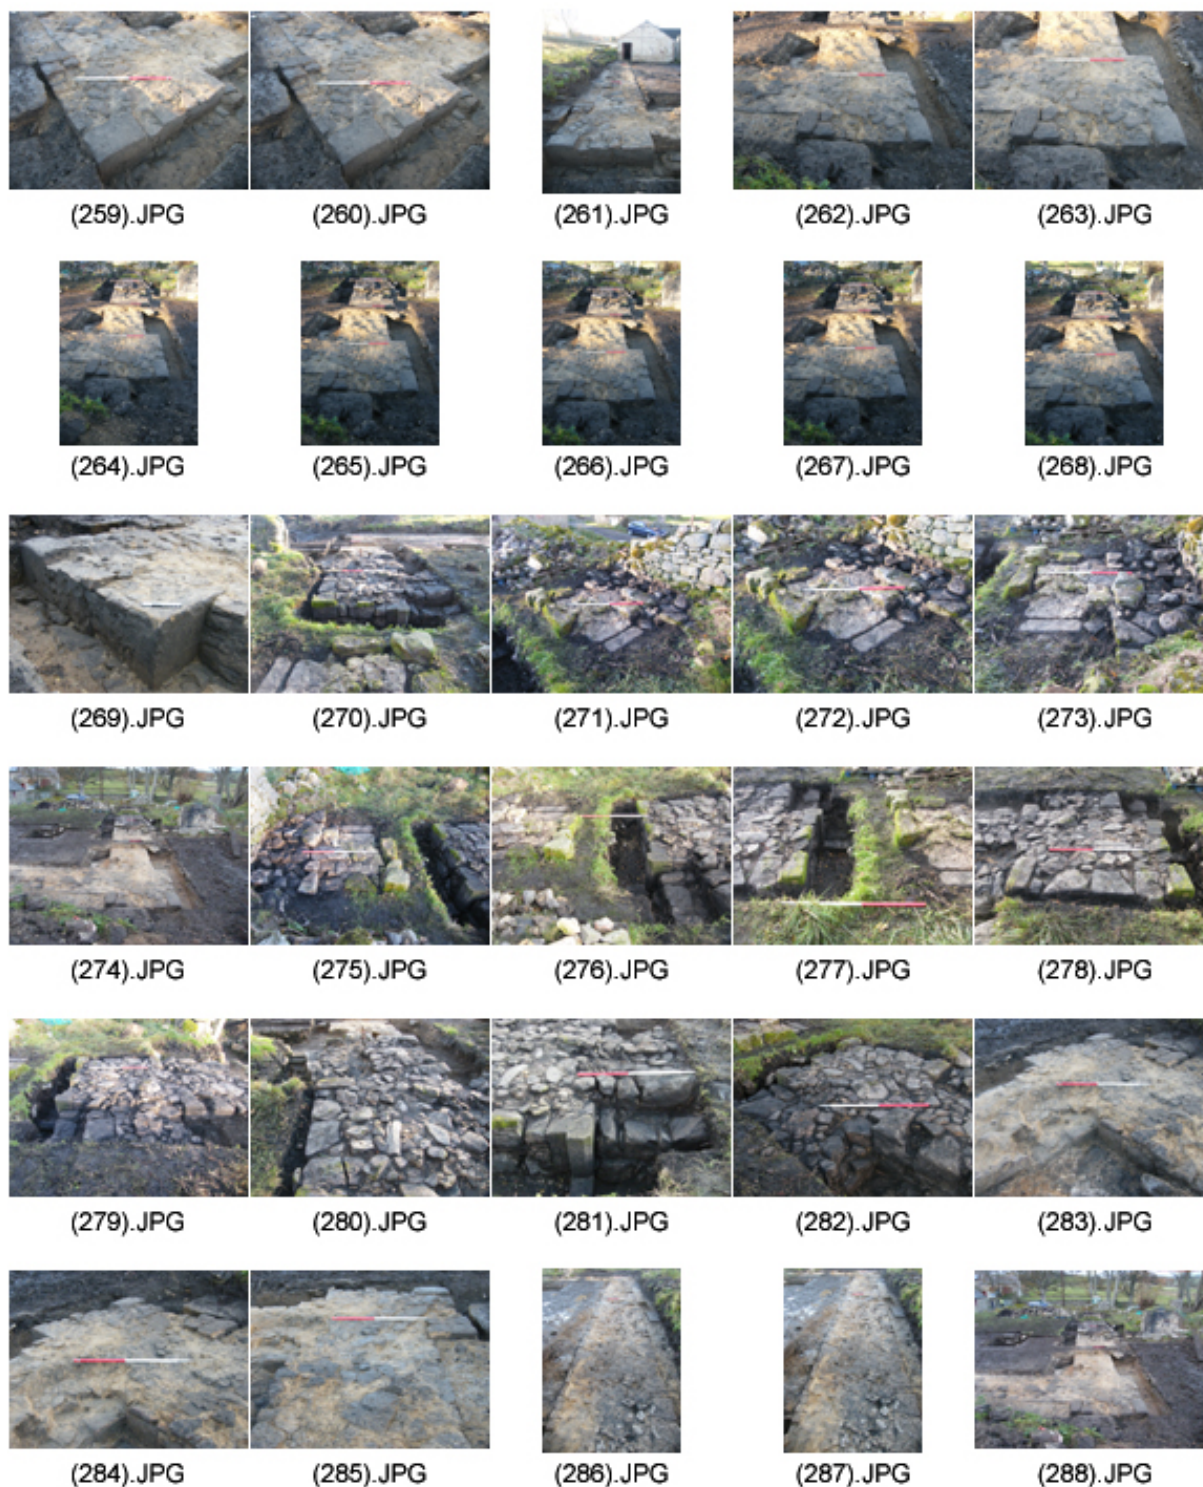 (259).JPG (260).JPG (261).JPG (262).JPG (263).JPG
(264).JPG (265).JPG (266).JPG (267).JPG (268).JPG
(269).JPG (270).JPG (271).JPG (272).JPG (273).JPG
(274).JPG (275).JPG (276).JPG (277).JPG (278).JPG
(279).JPG (280).JPG (281).JPG (282).JPG (283).JPG
(284).JPG (285).JPG (286).JPG (287).JPG (288).JPG